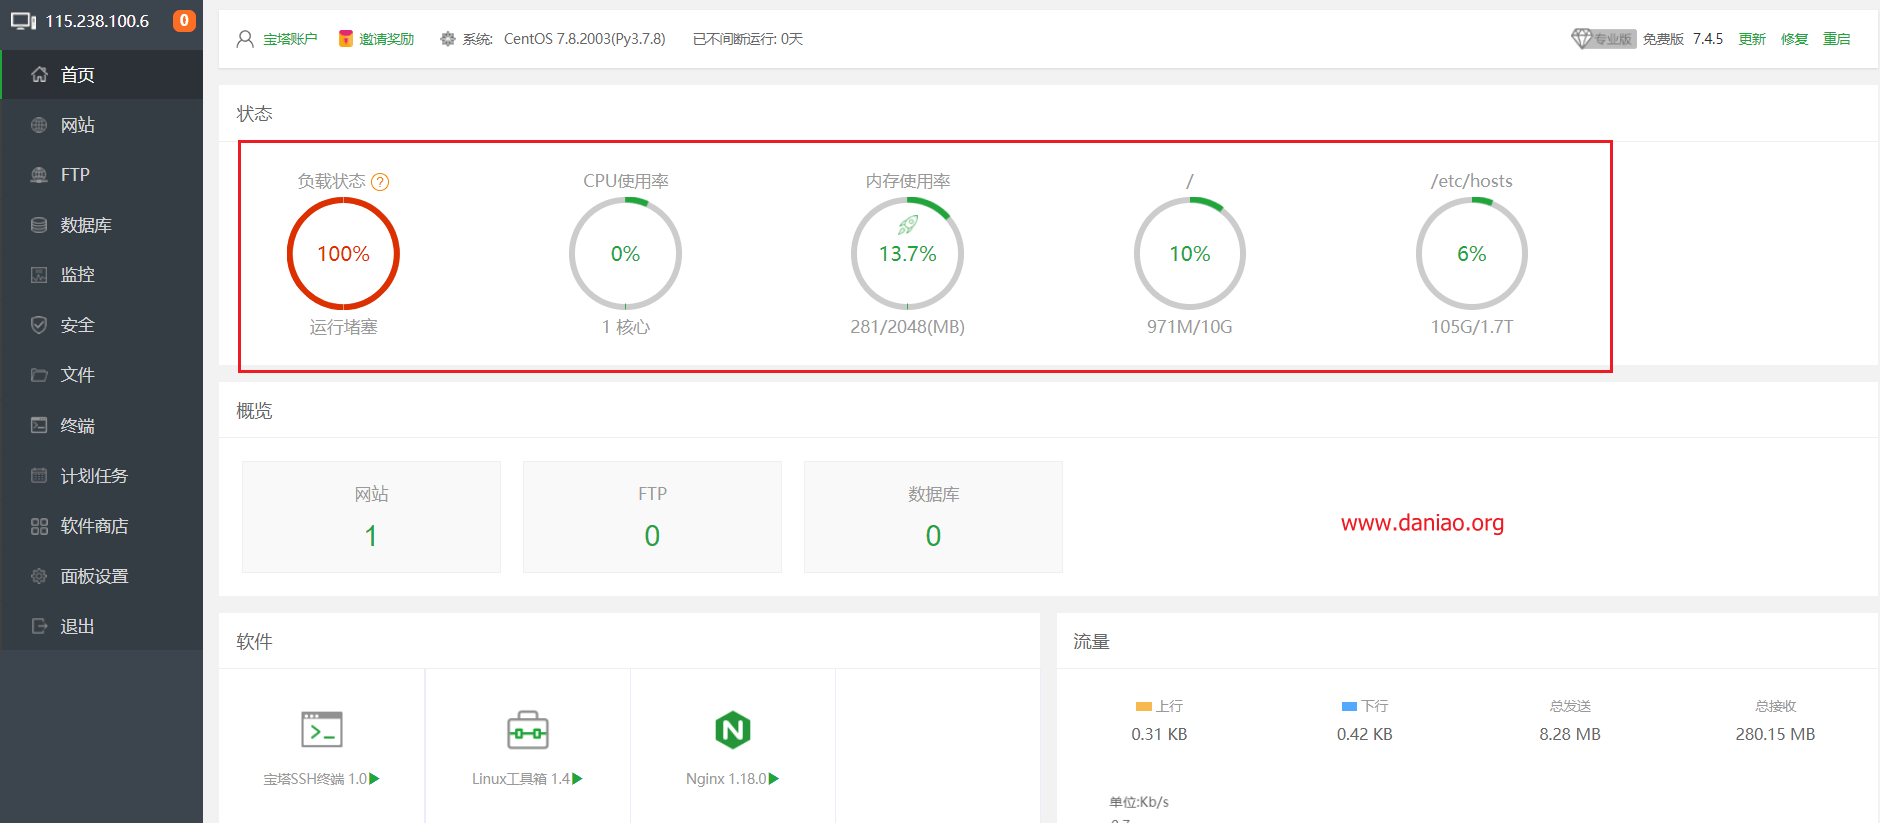 115.238.100.6 0
首页
网站
FTP
数据库
监控
安全
文件
终端
计划任务
软件商店
面板设置
退出
宝塔账户 邀请奖励 系统: CentOS 7.8.2003(Py3.7.8) 已不间断运行: 0天 专业版 免费版 7.4.5 更新 修复 重启
状态
负载状态 ? CPU使用率 内存使用率 / /etc/hosts
100% 0% 13.7% 10% 6%
运行堵塞 1 核心 281/2048(MB) 971M/10G 105G/1.7T
概览
网站 FTP 数据库
1 0 0
www.daniao.org
软件
宝塔SSH终端 1.0 Linux工具箱 1.4 Nginx 1.18.0
流量
上行 下行 总发送 总接收
0.31 KB 0.42 KB 8.28 MB 280.15 MB
单位:Kb/s